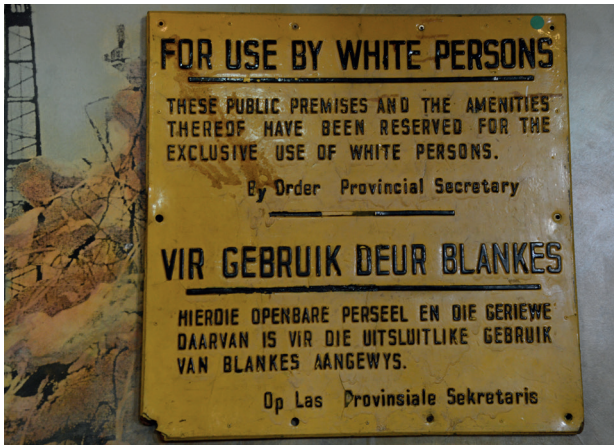 FOR USE BY WHITE PERSONS
THESE PUBLIC PREMISES AND THE AMENITIES
THEREOF HAVE BEEN RESERVED FOR THE
EXCLUSIVE USE OF WHITE PERSONS.
By Order Provincial Secretary
VIR GEBRUIK DEUR BLANKES
HIERDIE OPENBARE PERSEEL EN DIE GERIEWE
DAARVAN IS VIR DIE UITSLUITLIKE GEBRUIK
VAN BLANKES AANGEWYS.
Op Las Provinsiale Sekretaris